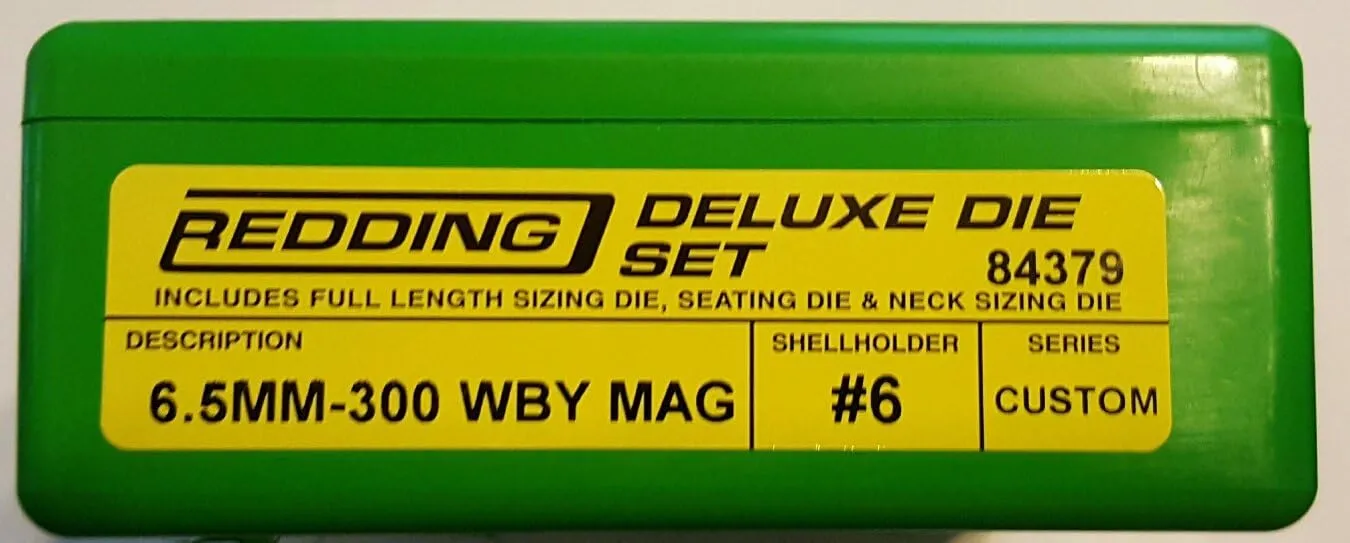 REDDING DELUXE DIE
SET 84379
INCLUDES FULL LENGTH SIZING DIE, SEATING DIE & NECK SIZING DIE
DESCRIPTION SHELLHOLDER SERIES
6.5MM-300 WBY MAG #6 CUSTOM